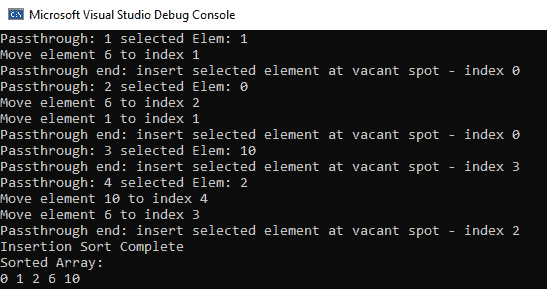 Microsoft Visual Studio Debug Console
Passthrough: 1 selected Elem: 1
Move element 6 to index 1
Passthrough end: insert selected element at vacant spot - index 0
Passthrough: 2 selected Elem: 0
Move element 6 to index 2
Move element 1 to index 1
Passthrough end: insert selected element at vacant spot - index 0
Passthrough: 3 selected Elem: 10
Passthrough end: insert selected element at vacant spot - index 3
Passthrough: 4 selected Elem: 2
Move element 10 to index 4
Move element 6 to index 3
Passthrough end: insert selected element at vacant spot - index 2
Insertion Sort Complete
Sorted Array:
0 1 2 6 10